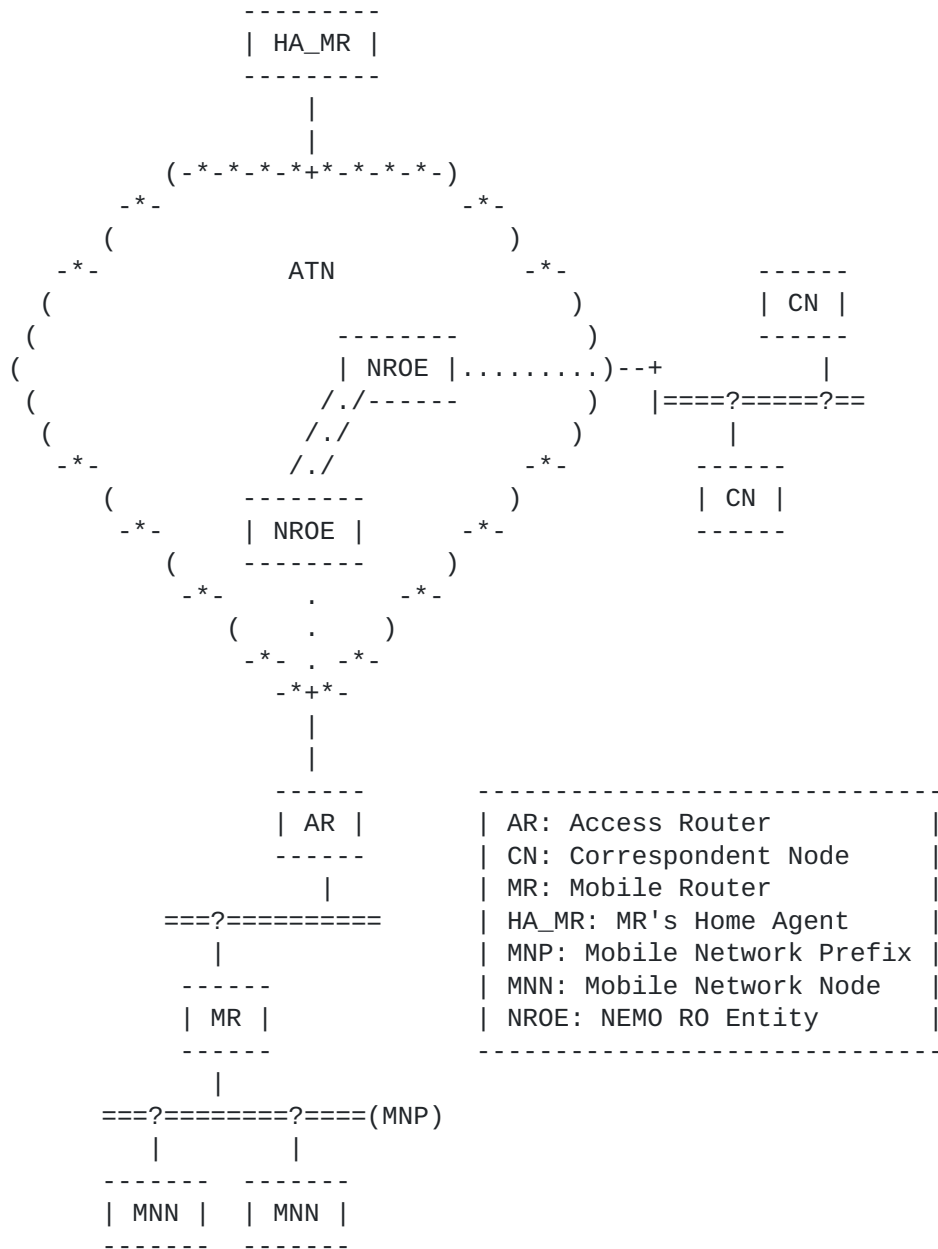 HA_MR
ATN
CN
NROE
CN
NROE
AR
MR
(MNP)
MNN MNN
AR: Access Router
CN: Correspondent Node
MR: Mobile Router
HA_MR: MR's Home Agent
MNP: Mobile Network Prefix
MNN: Mobile Network Node
NROE: NEMO RO Entity